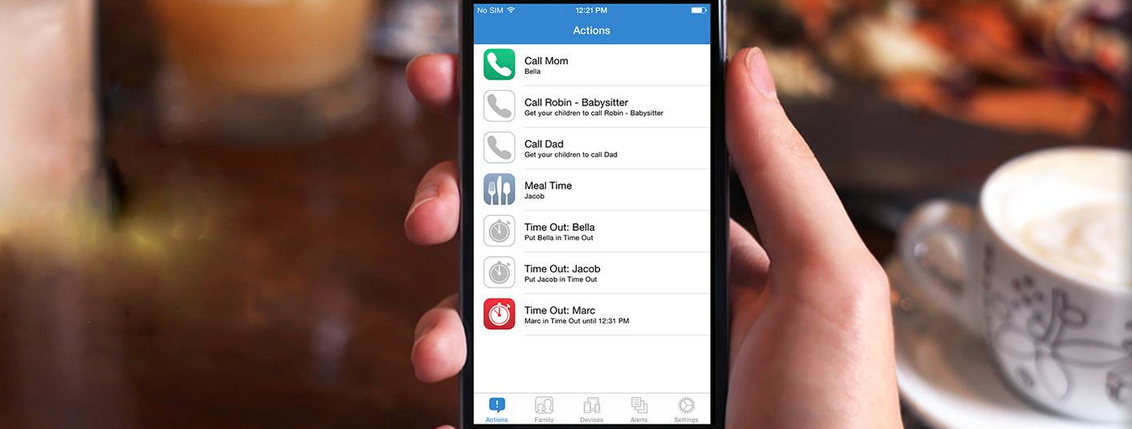 No SIM 12:21 PM
Actions
Call Mom
Bella
Call Robin - Babysitter
Get your children to call Robin - Babysitter
Call Dad
Get your children to call Dad
Meal Time
Jacob
Time Out: Bella
Put Bella in Time Out
Time Out: Jacob
Put Jacob in Time Out
Time Out: Marc
Marc in Time Out until 12:31 PM
Actions Family Devices Alerts Settings